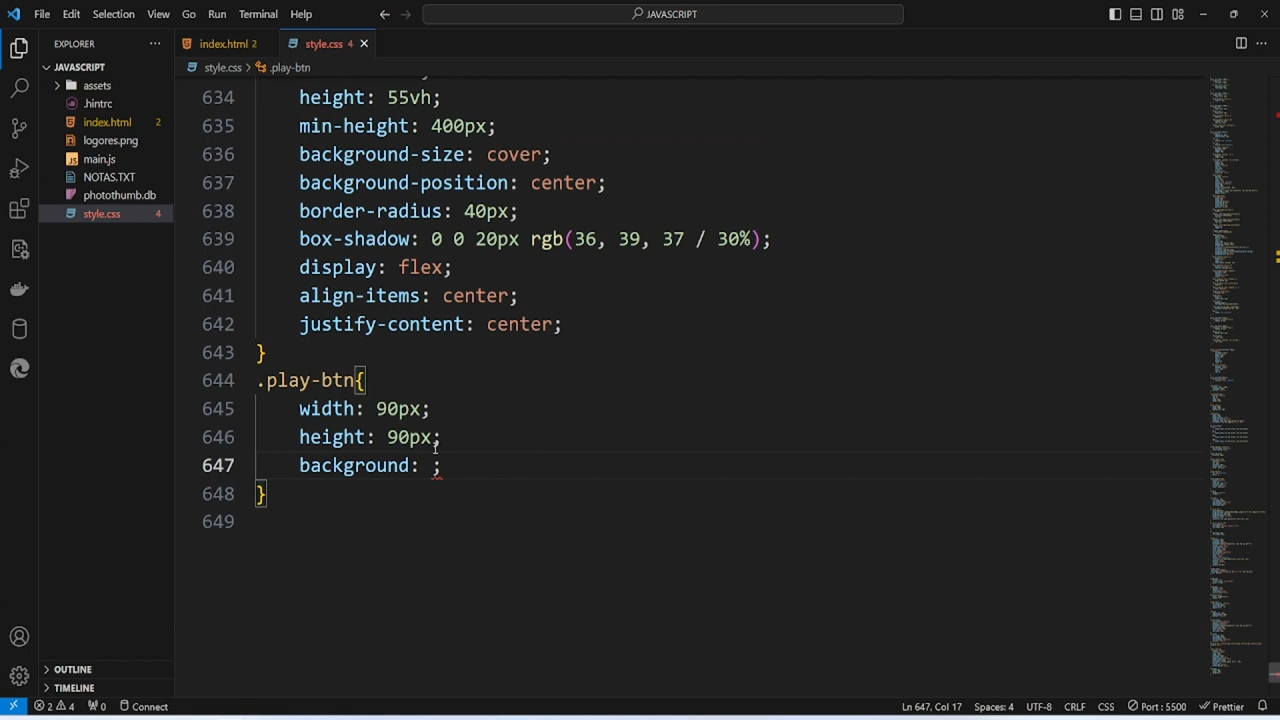 File Edit Selection View Go Run Terminal Help
JAVASCRIPT
EXPLORER
index.html 2
style.css 4
JAVASCRIPT
style.css > .play-btn
assets
.hintrc
index.html 2
logores.png
main.js
NOTAS.TXT
photothumb.db
style.css 4
634 height: 55vh;
635 min-height: 400px;
636 background-size: cover;
637 background-position: center;
638 border-radius: 40px;
639 box-shadow: 0 0 20px rgb(36, 39, 37 / 30%);
640 display: flex;
641 align-items: center;
642 justify-content: center;
643 }
644 .play-btn{
645 width: 90px;
646 height: 90px;
647 background: ;
648 }
649
OUTLINE
TIMELINE
2 4 0 Connect Ln 647, Col 17 Spaces: 4 UTF-8 CRLF CSS Port : 5500 Prettier